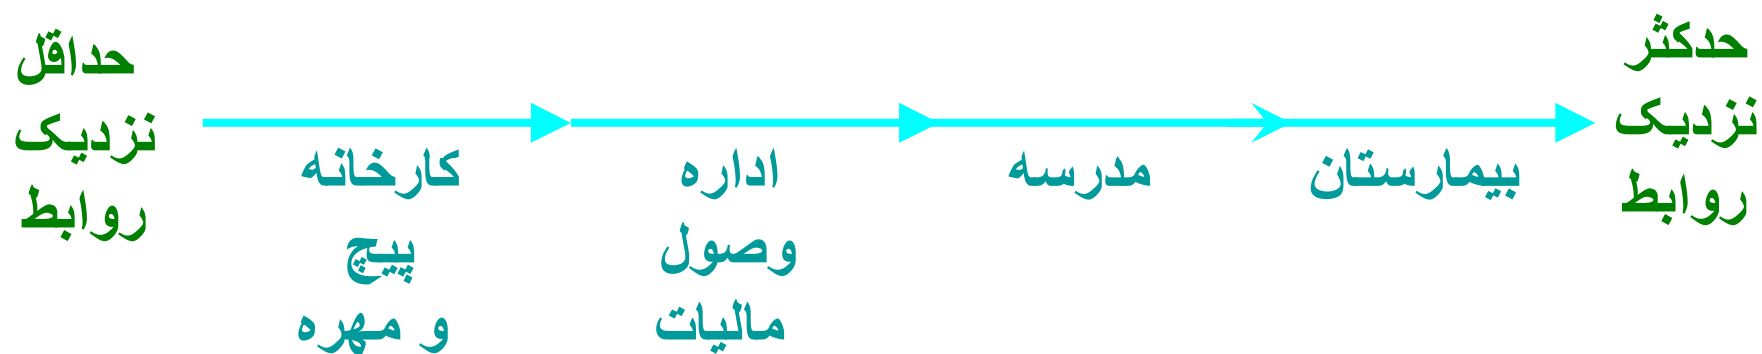 حدکثر
نزدیک
روابط
بیمارستان
مدرسه
اداره
وصول
مالیات
کارخانه
پیچ
و مهره
حداقل
نزدیک
روابط